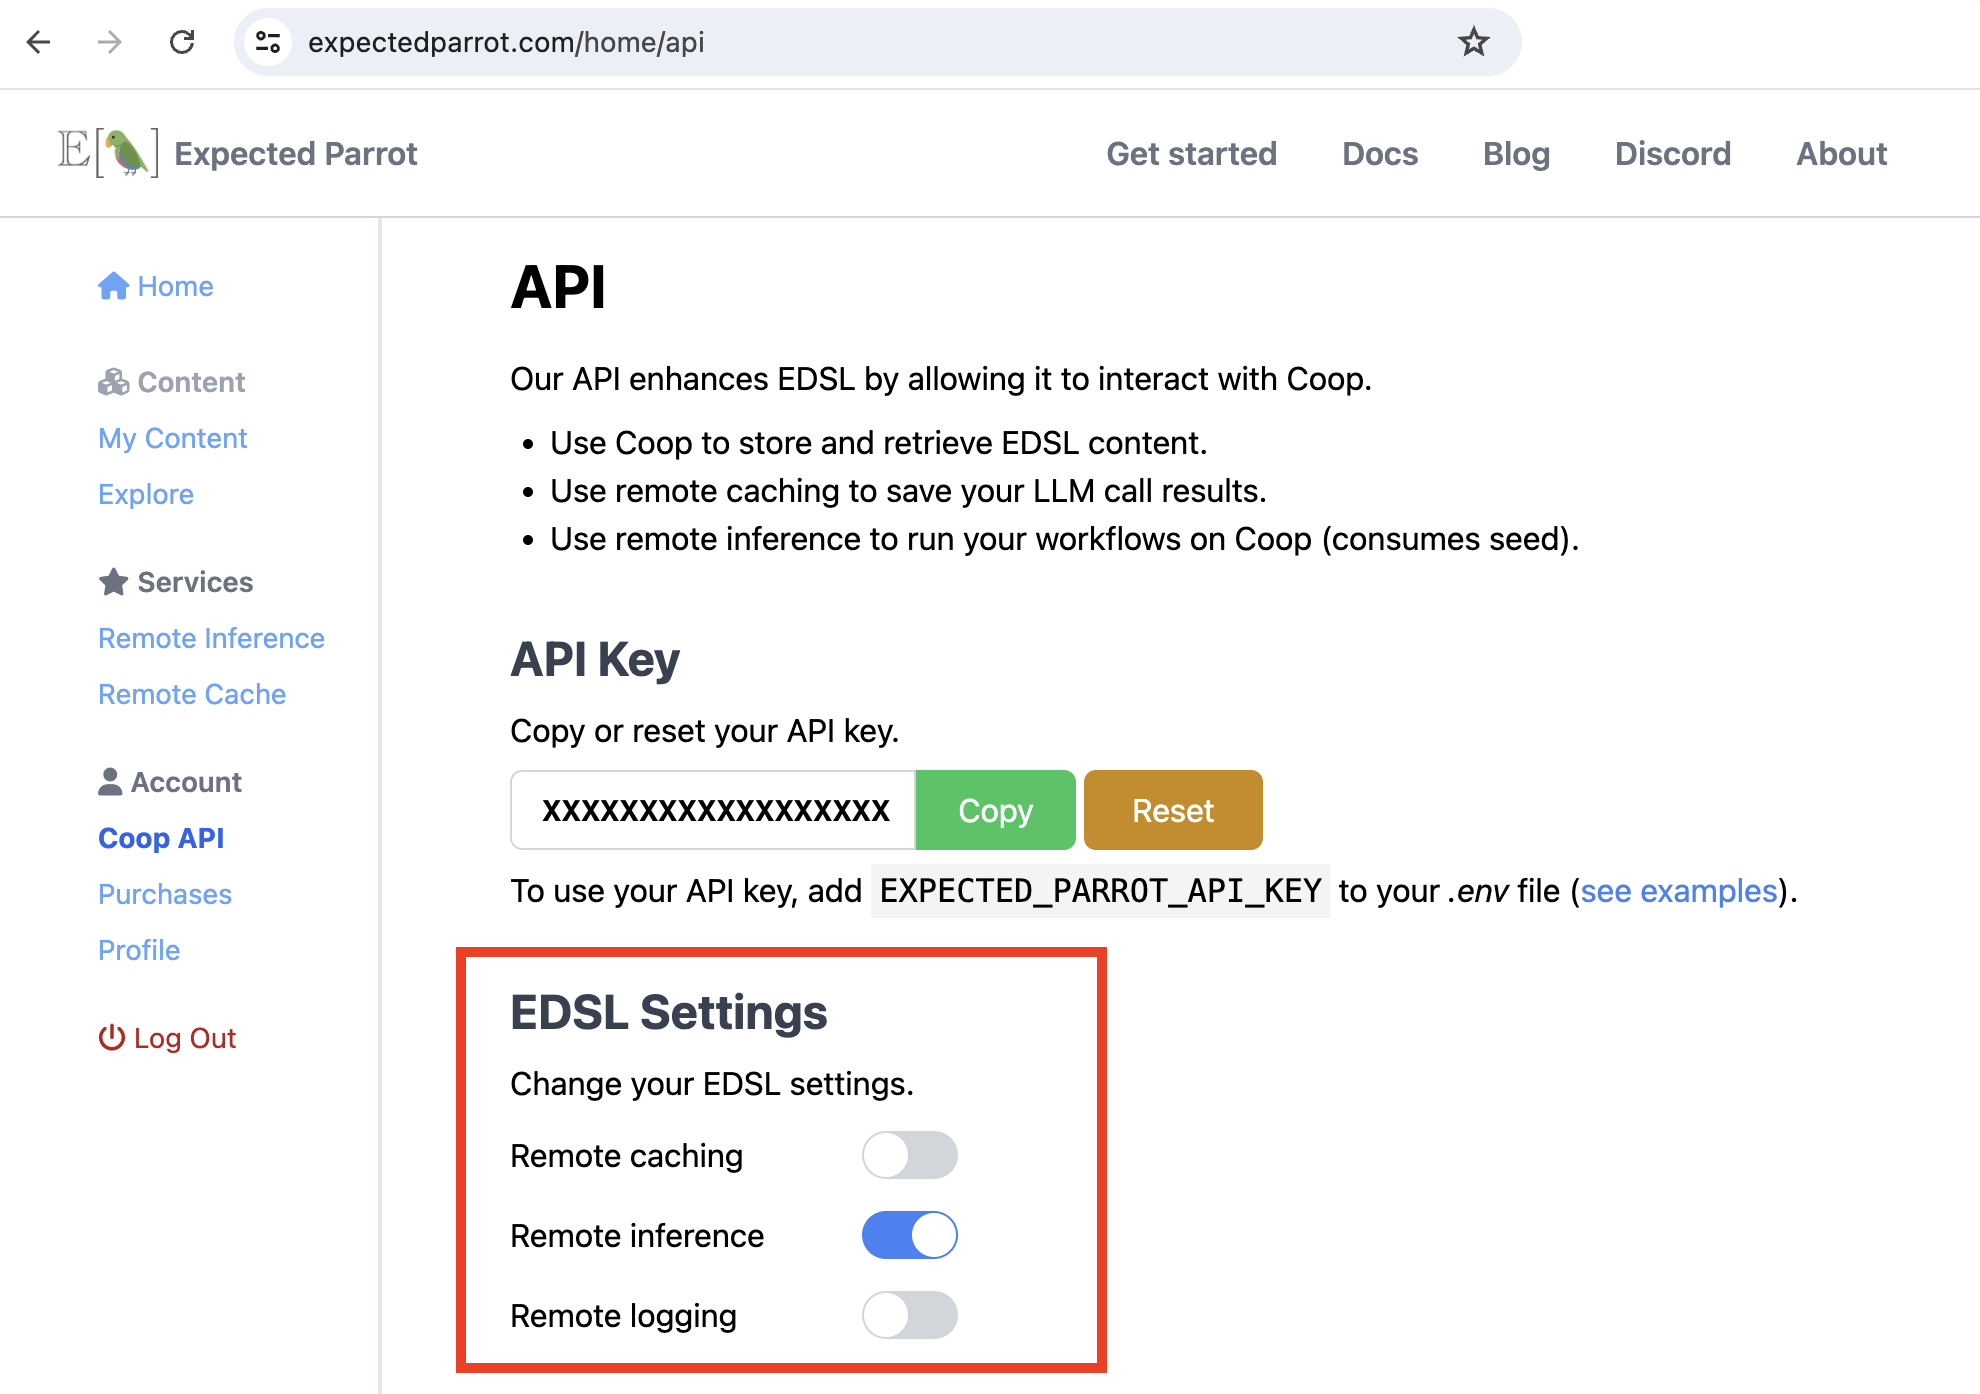 expectedparrot.com/home/api
E[ ] Expected Parrot
Get started
Docs
Blog
Discord
About
Home
Content
My Content
Explore
Services
Remote Inference
Remote Cache
Account
Coop API
Purchases
Profile
Log Out
API
Our API enhances EDSL by allowing it to interact with Coop.
• Use Coop to store and retrieve EDSL content.
• Use remote caching to save your LLM call results.
• Use remote inference to run your workflows on Coop (consumes seed).
API Key
Copy or reset your API key.
XXXXXXXXXXXXXXXXXX
Copy
Reset
To use your API key, add EXPECTED_PARROT_API_KEY to your .env file (see examples).
EDSL Settings
Change your EDSL settings.
Remote caching
Remote inference
Remote logging